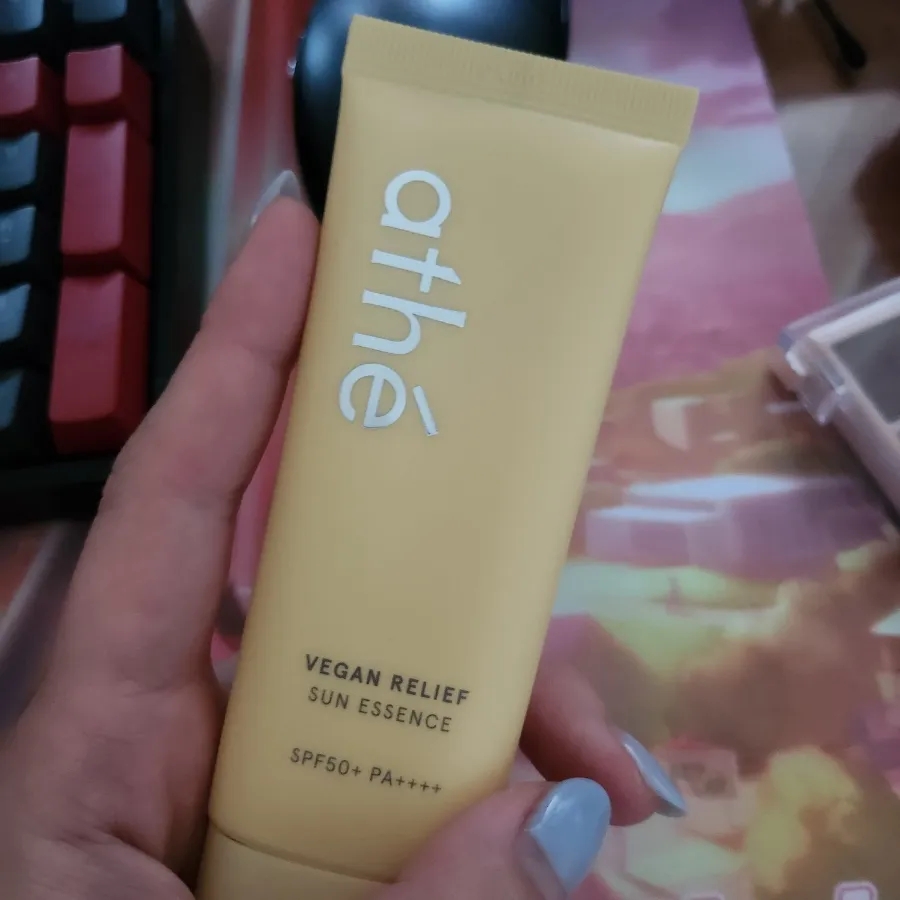 athé
VEGAN RELIEF
SUN ESSENCE
SPF50+ PA++++